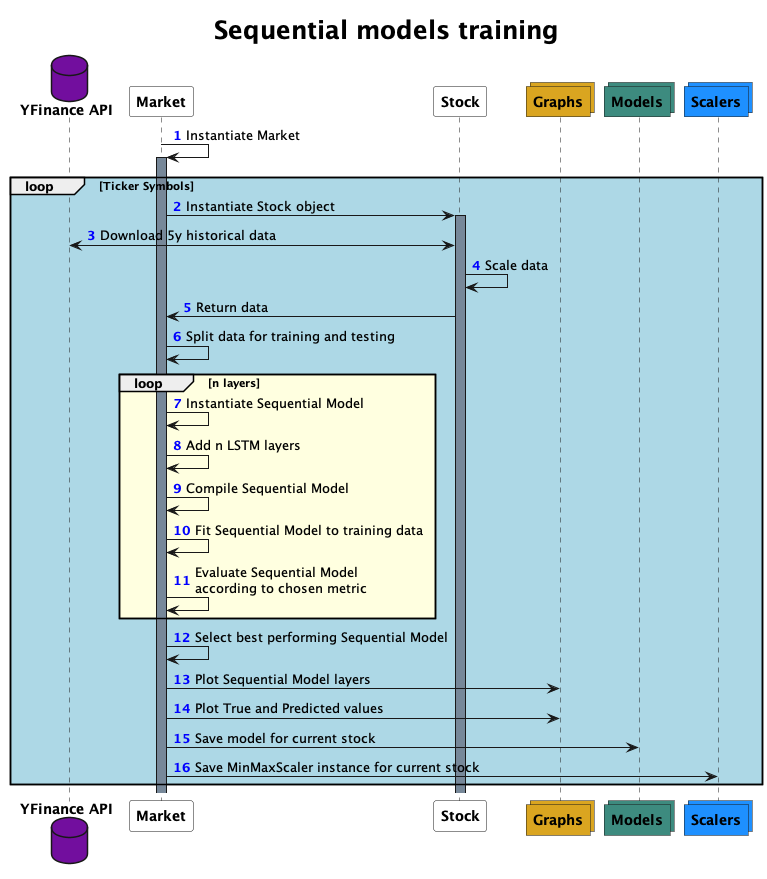 Sequential models training
YFinance API
Market
Stock
Graphs
Models
Scalers
1 Instantiate Market
loop [Ticker Symbols]
2 Instantiate Stock object
3 Download 5y historical data
4 Scale data
5 Return data
6 Split data for training and testing
loop [n layers]
7 Instantiate Sequential Model
8 Add n LSTM layers
9 Compile Sequential Model
10 Fit Sequential Model to training data
11 Evaluate Sequential Model
according to chosen metric
12 Select best performing Sequential Model
13 Plot Sequential Model layers
14 Plot True and Predicted values
15 Save model for current stock
16 Save MinMaxScaler instance for current stock
YFinance API
Market
Stock
Graphs
Models
Scalers